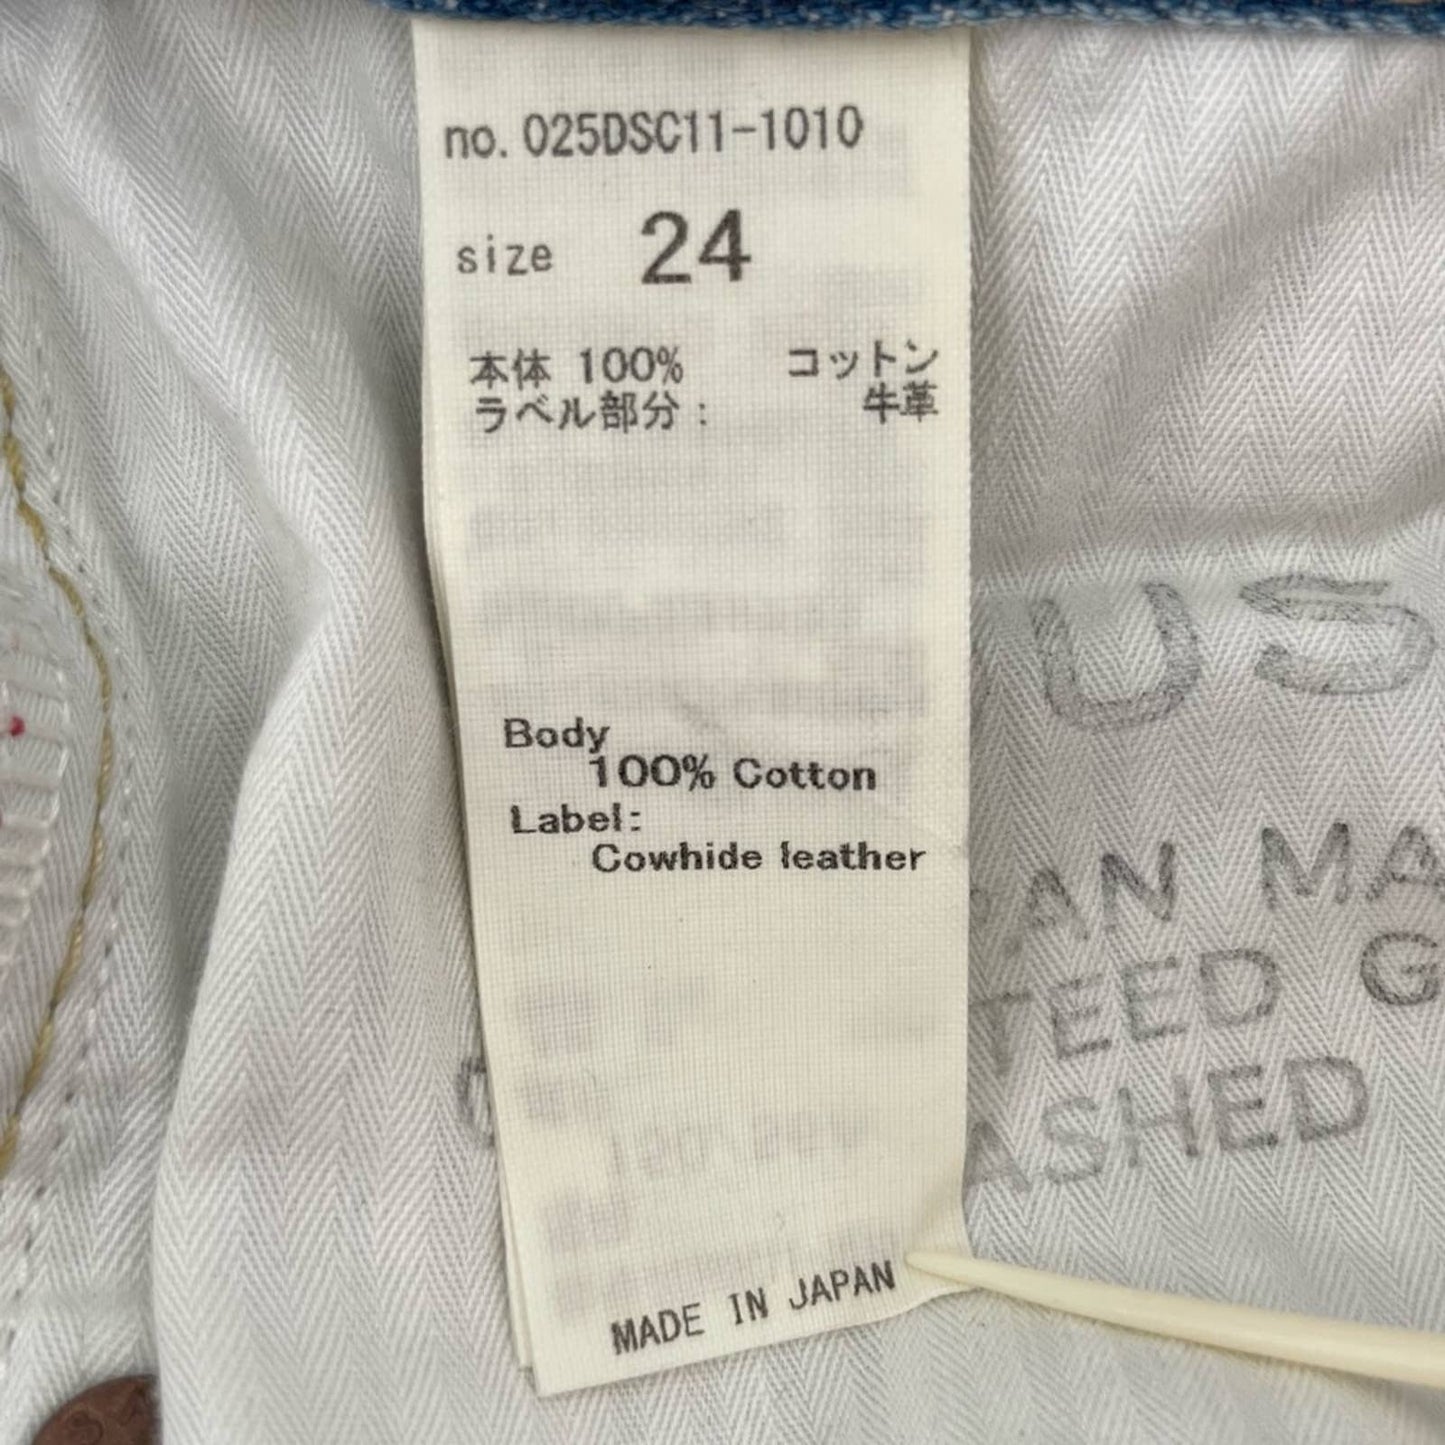 no. 025DSC11-1010
size 24
本体 100% コットン
ラベル部分: 牛革
Body
100% Cotton
Label:
Cowhide leather
MADE IN JAPAN
US
MA
TEED G
ASHED